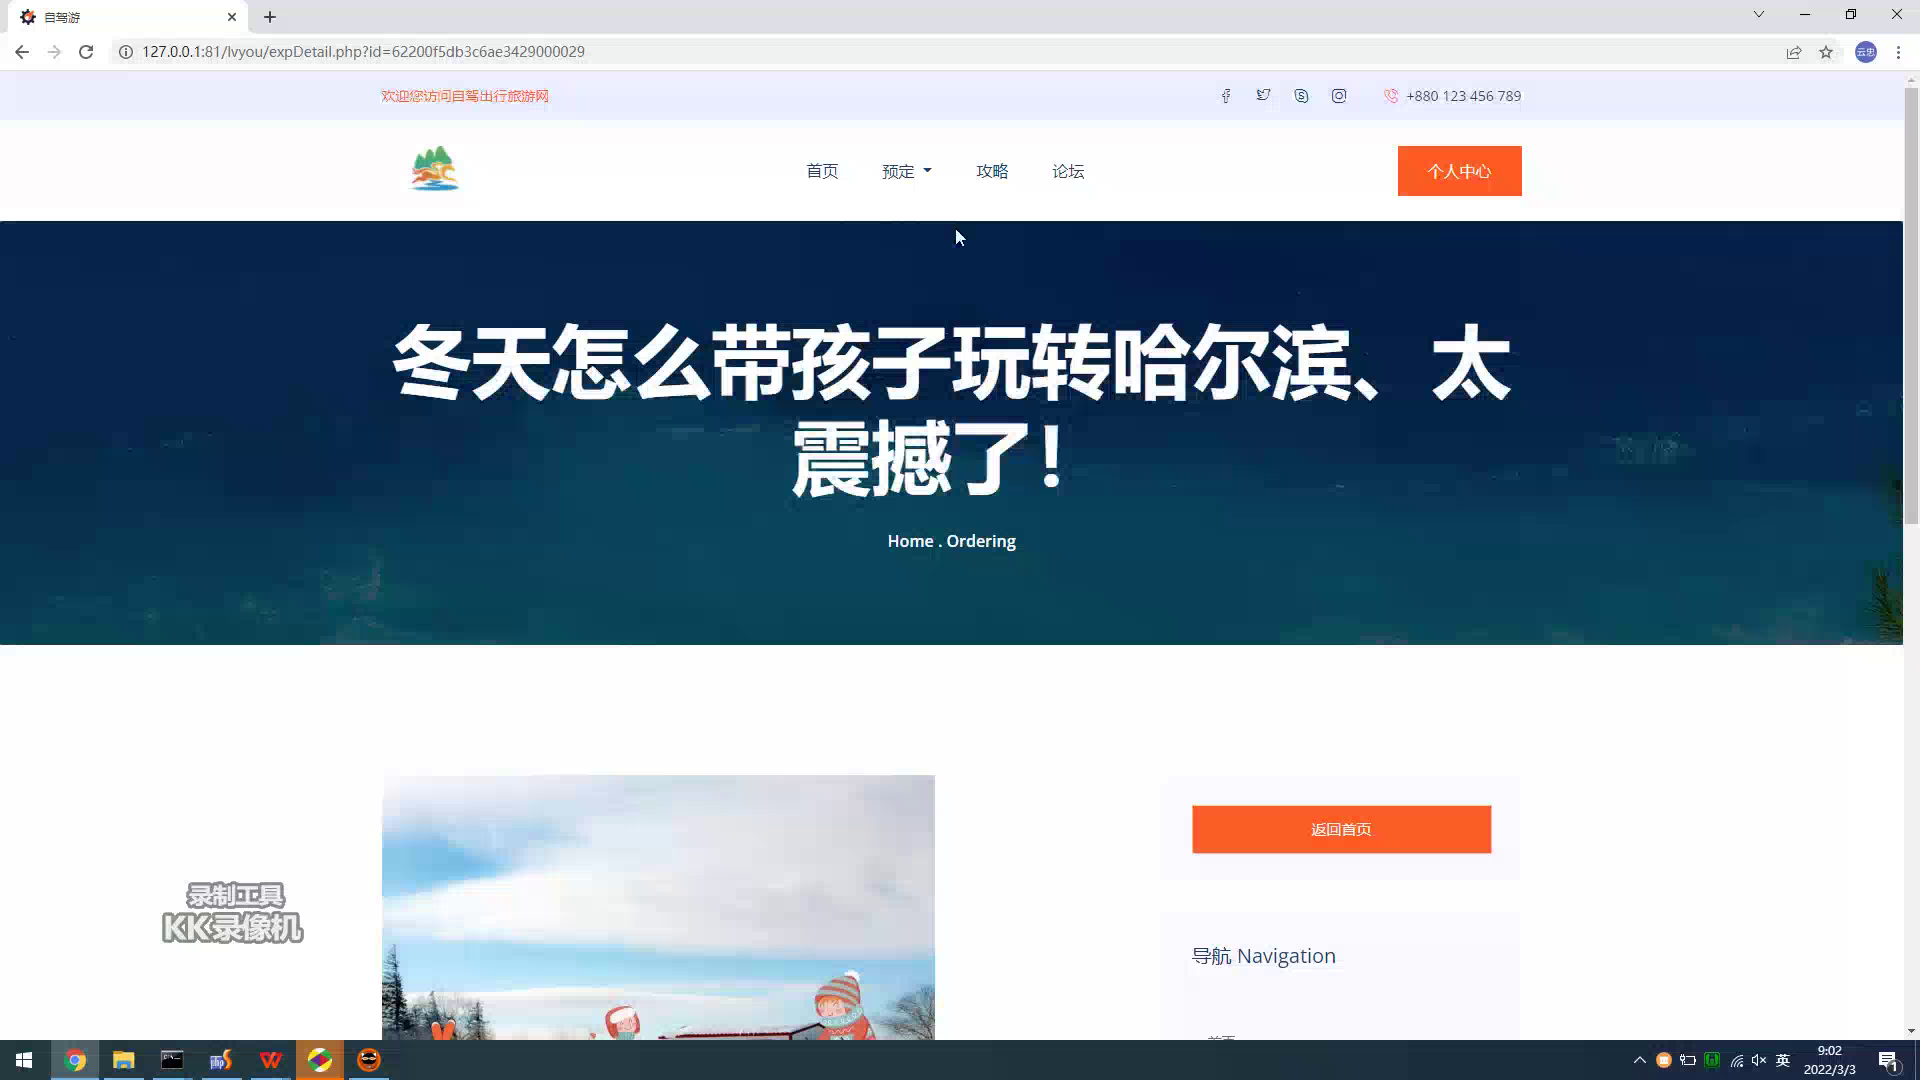 自驾游
127.0.0.1:81/lvyou/expDetail.php?id=62200f5db3c6ae3429000029
云忠
欢迎您访问自驾出行旅游网
+880 123 456 789
首页
预定
攻略
论坛
个人中心
冬天怎么带孩子玩转哈尔滨、太
震撼了！
Home . Ordering
返回首页
录制工具
KK录像机
导航 Navigation
英
9:02
2022/3/3
1